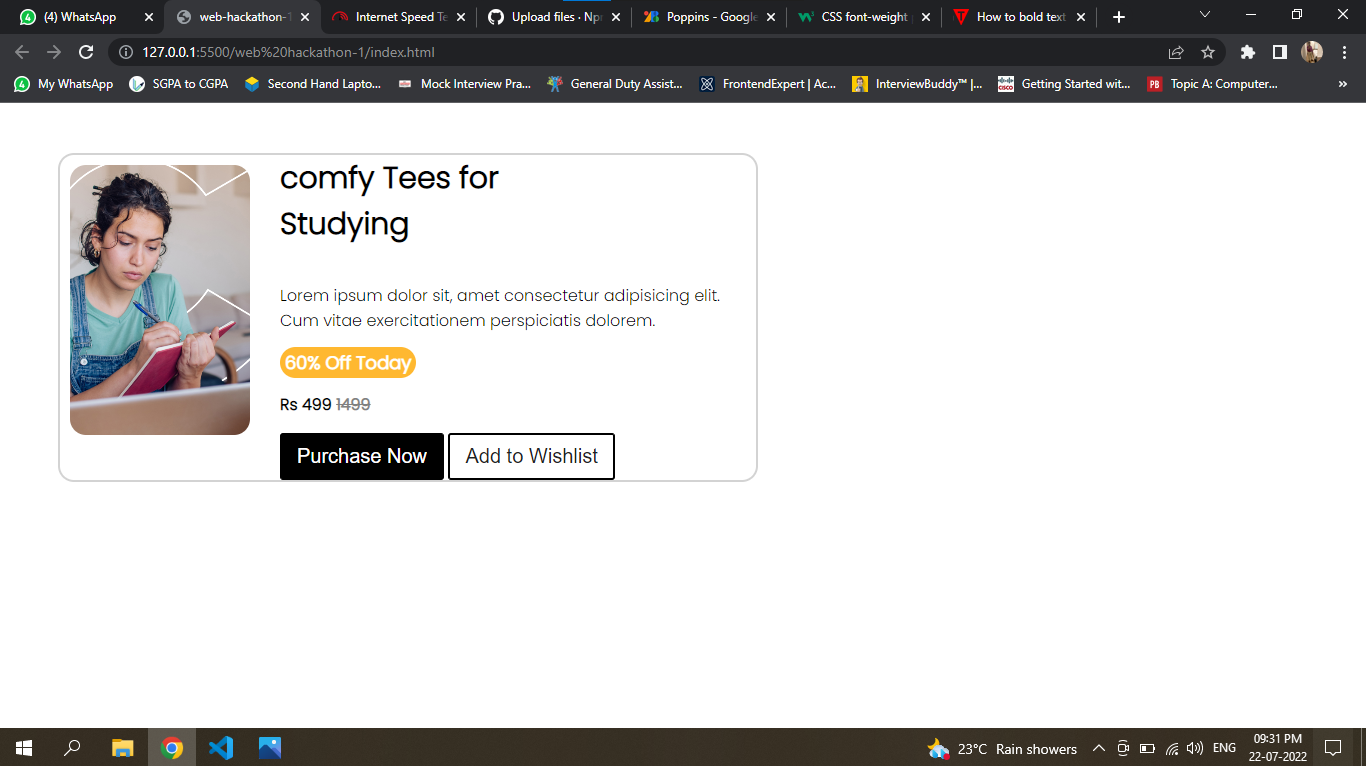 (4) WhatsApp
web-hackathon-1
Internet Speed Te
Upload files · Npr
Poppins - Google
CSS font-weight
How to bold text
127.0.0.1:5500/web%20hackathon-1/index.html
My WhatsApp
SGPA to CGPA
Second Hand Lapto...
Mock Interview Pra...
General Duty Assist...
FrontendExpert | Ac...
InterviewBuddy™ |...
Getting Started wit...
Topic A: Computer...
»
comfy Tees for
Studying
Lorem ipsum dolor sit, amet consectetur adipisicing elit.
Cum vitae exercitationem perspiciatis dolorem.
60% Off Today
Rs 499 1499
Purchase Now
Add to Wishlist
23°C Rain showers
ENG
09:31 PM
22-07-2022